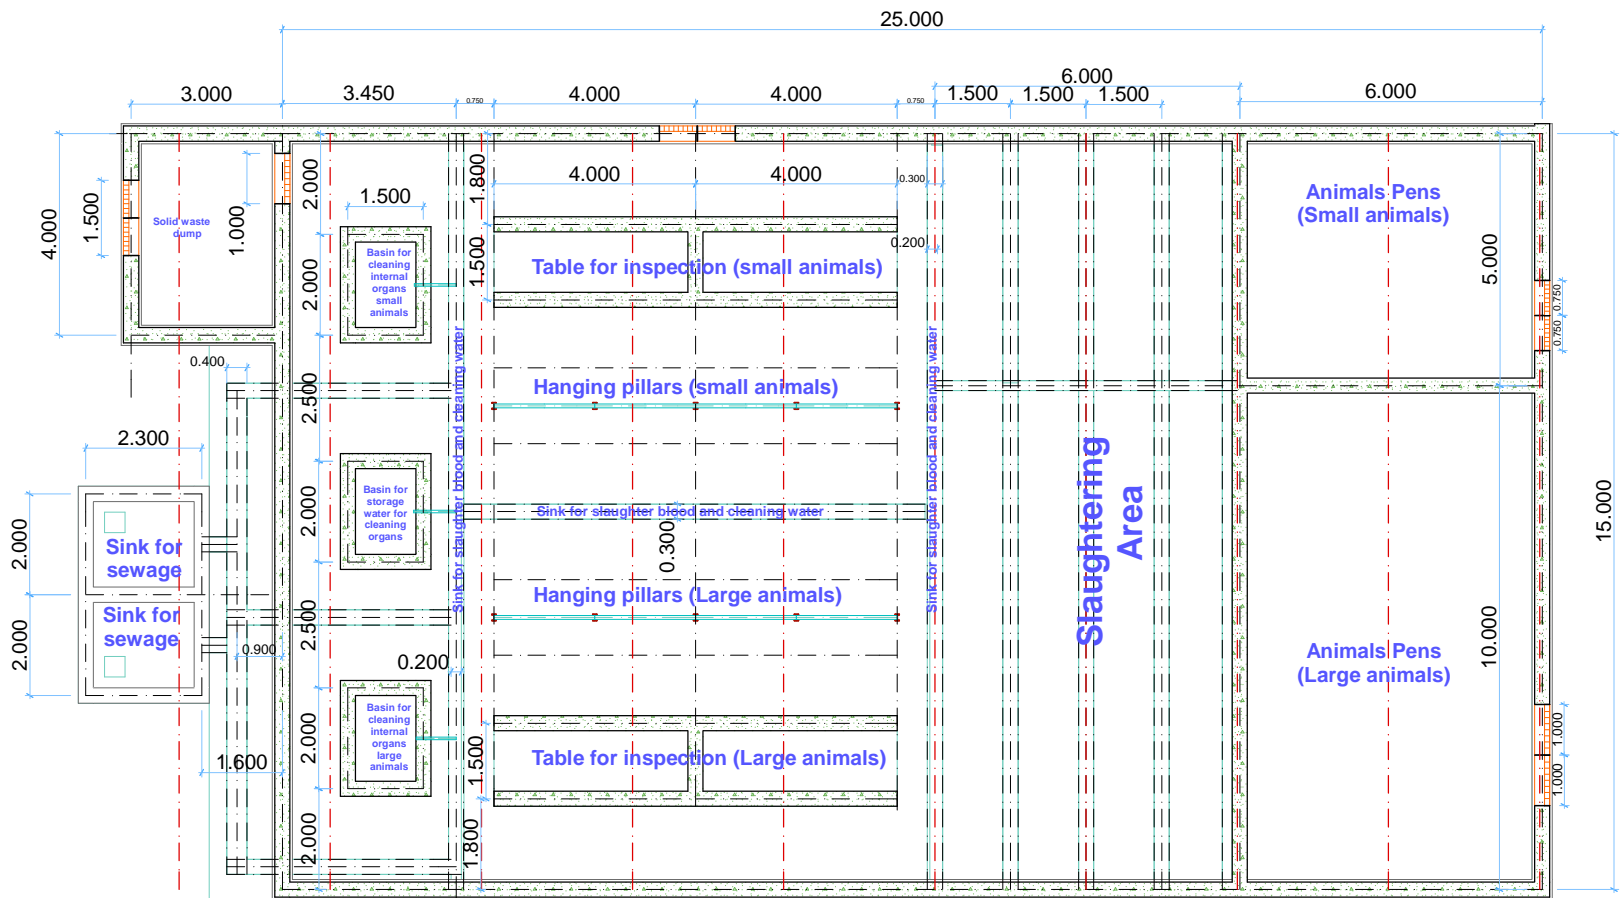 25.000
6.000
3.000
3.450
0.750
4.000
4.000
0.750
1.500
1.500
1.500
6.000
4.000
1.500
1.000
Solid waste
dump
2.000
1.500
1.800
4.000
4.000
0.300
0.200
Animals Pens
(Small animals)
5.000
0.750
0.750
2.000
Basin for
cleaning
internal
organs
small
animals
1.500
Table for inspection (small animals)
0.400
2.500
Sink for slaughter blood and cleaning water
Hanging pillars (small animals)
Sink for slaughter blood and cleaning water
Slaughtering
Area
15.000
2.300
2.000
Sink for
sewage
2.000
Basin for
storage
water for
cleaning
organs
Sink for slaughter blood and cleaning water
0.300
2.000
Sink for
sewage
0.900
2.500
0.200
Hanging pillars (Large animals)
Animals Pens
(Large animals)
10.000
1.600
2.000
Basin for
cleaning
internal
organs
large
animals
1.500
Table for inspection (Large animals)
1.000
1.000
2.000
1.800